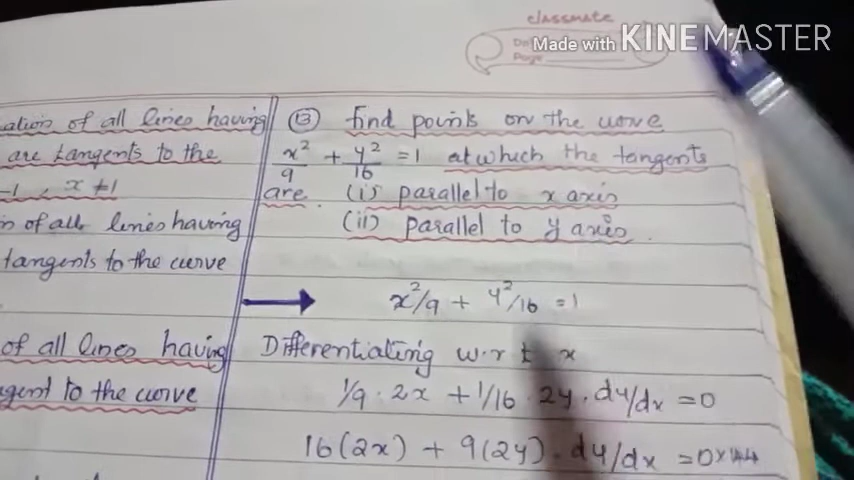 classmate
Page
Made with KINEMASTER
ation of all lines having
are tangents to the
-1, x ≠ 1
n of all lines having
tangents to the curve
of all lines having
gent to the curve
(13) Find points on the curve
x²/9 + y²/16 = 1 at which the tangents
are. (i) parallel to x axis
(ii) parallel to y axis.
x²/9 + y²/16 = 1
Differentiating w.r.t x
1/9 · 2x + 1/16 · 2y · dy/dx = 0
16(2x) + 9(2y) · dy/dx = 0×144